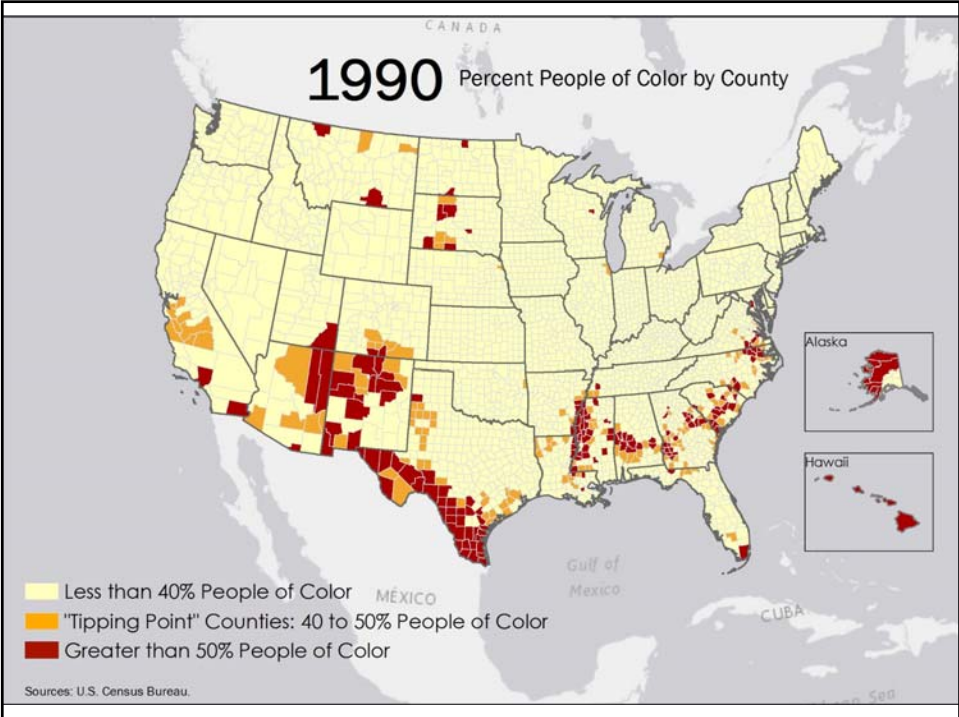 CANADA
1990 Percent People of Color by County
Alaska
Hawaii
Gulf of
Mexico
MÉXICO
CUBA
Less than 40% People of Color
"Tipping Point" Counties: 40 to 50% People of Color
Greater than 50% People of Color
Sources: U.S. Census Bureau.
Sea